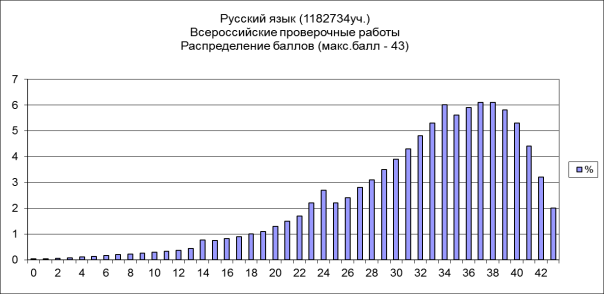 Русский язык (1182734уч.)
Всероссийские проверочные работы
Распределение баллов (макс.балл - 43)
7
6
5
4
3
2
1
0
%
0 2 4 6 8 10 12 14 16 18 20 22 24 26 28 30 32 34 36 38 40 42